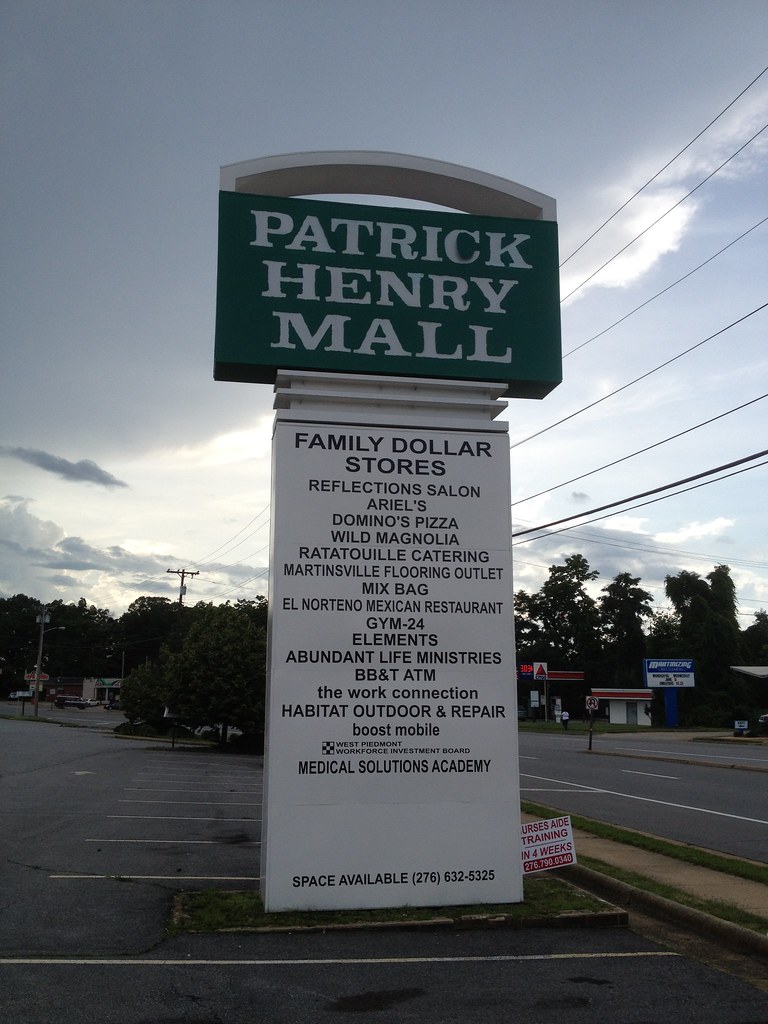 PATRICK
HENRY
MALL
FAMILY DOLLAR
STORES
REFLECTIONS SALON
ARIEL'S
DOMINO'S PIZZA
WILD MAGNOLIA
RATATOUILLE CATERING
MARTINSVILLE FLOORING OUTLET
MIX BAG
EL NORTENO MEXICAN RESTAURANT
GYM-24
ELEMENTS
ABUNDANT LIFE MINISTRIES
BB&T ATM
the work connection
HABITAT OUTDOOR & REPAIR
boost mobile
WEST PIEDMONT
WORKFORCE INVESTMENT BOARD
MEDICAL SOLUTIONS ACADEMY
SPACE AVAILABLE (276) 632-5325
URSES AIDE
TRAINING
IN 4 WEEKS
276.790.0340
MARTINIZING